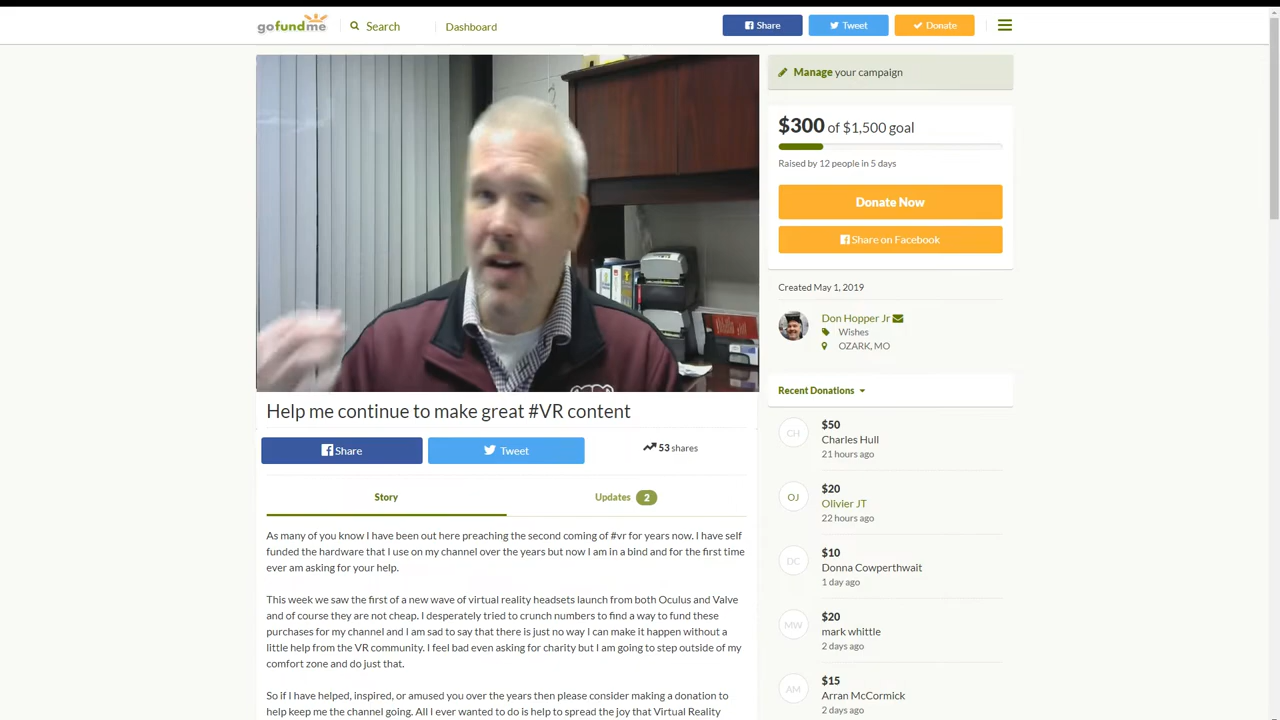 gofundme
Search
Dashboard
Share
Tweet
Donate
Manage your campaign
$300 of $1,500 goal
Raised by 12 people in 5 days
Donate Now
Share on Facebook
Created May 1, 2019
Don Hopper Jr
Wishes
OZARK, MO
Help me continue to make great #VR content
Share
Tweet
53 shares
Story
Updates 2
As many of you know I have been out here preaching the second coming of #vr for years now. I have self
funded the hardware that I use on my channel over the years but now I am in a bind and for the first time
ever am asking for your help.
This week we saw the first of a new wave of virtual reality headsets launch from both Oculus and Valve
and of course they are not cheap. I desperately tried to crunch numbers to find a way to fund these
purchases for my channel and I am sad to say that there is just no way I can make it happen without a
little help from the VR community. I feel bad even asking for charity but I am going to step outside of my
comfort zone and do just that.
So if I have helped, inspired, or amused you over the years then please consider making a donation to
help keep me the channel going. All I ever wanted to do is help to spread the joy that Virtual Reality
Recent Donations
CH
$50
Charles Hull
21 hours ago
OJ
$20
Olivier JT
22 hours ago
DC
$10
Donna Cowperthwait
1 day ago
MW
$20
mark whittle
2 days ago
AM
$15
Arran McCormick
2 days ago